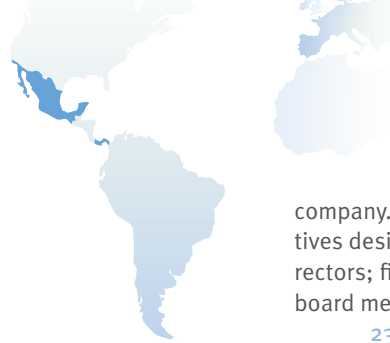 company.
tives desi
rectors; fi
board me
23